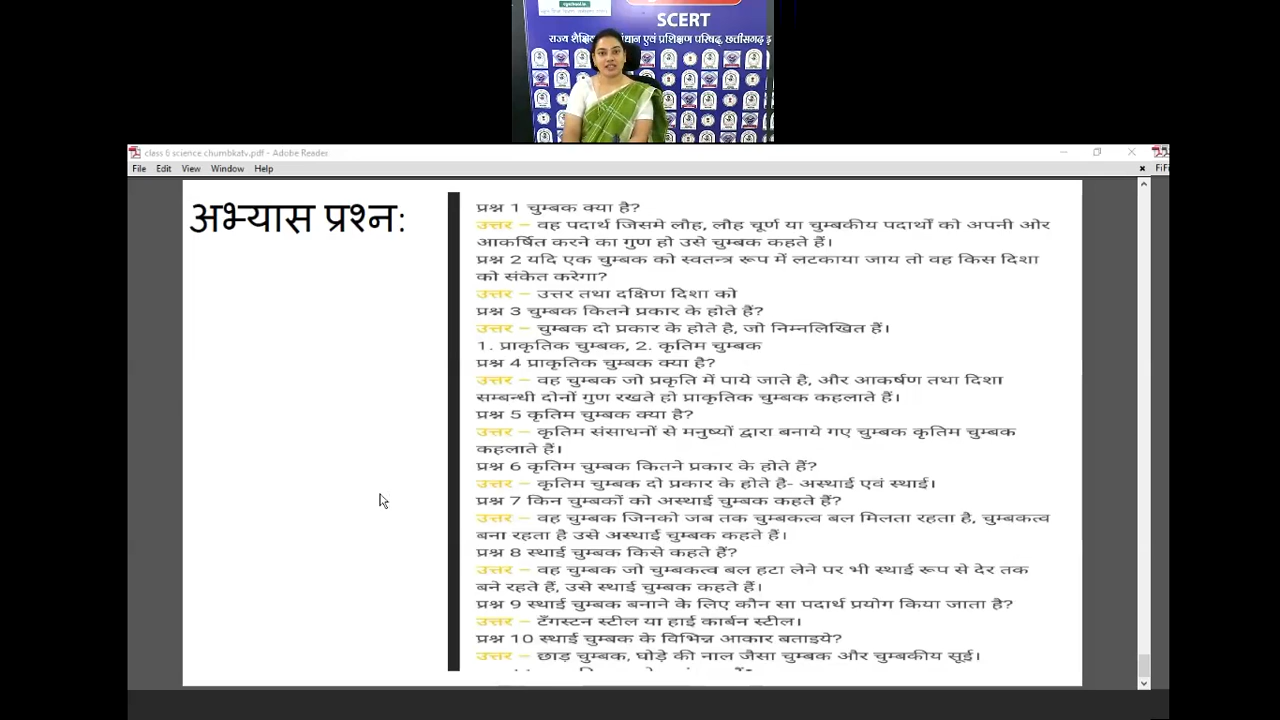 SCERT
राज्य शैक्षिक
संधान एवं प्रशिक्षण परिषद, छत्तीसगढ़
class 6 science chumbkatv.pdf - Adobe Reader
File Edit View Window Help
अभ्यास प्रश्न:
प्रश्न 1 चुम्बक क्या है?
उत्तर – वह पदार्थ जिसमे लौह, लौह चूर्ण या चुम्बकीय पदार्थों को अपनी ओर
आकर्षित करने का गुण हो उसे चुम्बक कहते हैं।
प्रश्न 2 यदि एक चुम्बक को स्वतन्त्र रूप में लटकाया जाय तो वह किस दिशा
को संकेत करेगा?
उत्तर – उत्तर तथा दक्षिण दिशा को
प्रश्न 3 चुम्बक कितने प्रकार के होते हैं?
उत्तर – चुम्बक दो प्रकार के होते है, जो निम्नलिखित हैं।
1. प्राकृतिक चुम्बक, 2. कृतिम चुम्बक
प्रश्न 4 प्राकृतिक चुम्बक क्या है?
उत्तर – वह चुम्बक जो प्रकृति में पाये जाते है, और आकर्षण तथा दिशा
सम्बन्धी दोनों गुण रखते हो प्राकृतिक चुम्बक कहलाते हैं।
प्रश्न 5 कृतिम चुम्बक क्या है?
उत्तर – कृतिम संसाधनों से मनुष्यों द्वारा बनाये गए चुम्बक कृतिम चुम्बक
कहलाते हैं।
प्रश्न 6 कृतिम चुम्बक कितने प्रकार के होते हैं?
उत्तर – कृतिम चुम्बक दो प्रकार के होते है- अस्थाई एवं स्थाई।
प्रश्न 7 किन चुम्बकों को अस्थाई चुम्बक कहते हैं?
उत्तर – वह चुम्बक जिनको जब तक चुम्बकत्व बल मिलता रहता है, चुम्बकत्व
बना रहता है उसे अस्थाई चुम्बक कहते हैं।
प्रश्न 8 स्थाई चुम्बक किसे कहते हैं?
उत्तर – वह चुम्बक जो चुम्बकत्व बल हटा लेने पर भी स्थाई रूप से देर तक
बने रहते हैं, उसे स्थाई चुम्बक कहते हैं।
प्रश्न 9 स्थाई चुम्बक बनाने के लिए कौन सा पदार्थ प्रयोग किया जाता है?
उत्तर – टँगस्टन स्टील या हाई कार्बन स्टील।
प्रश्न 10 स्थाई चुम्बक के विभिन्न आकार बताइये?
उत्तर – छाड़ चुम्बक, घोड़े की नाल जैसा चुम्बक और चुम्बकीय सूई।